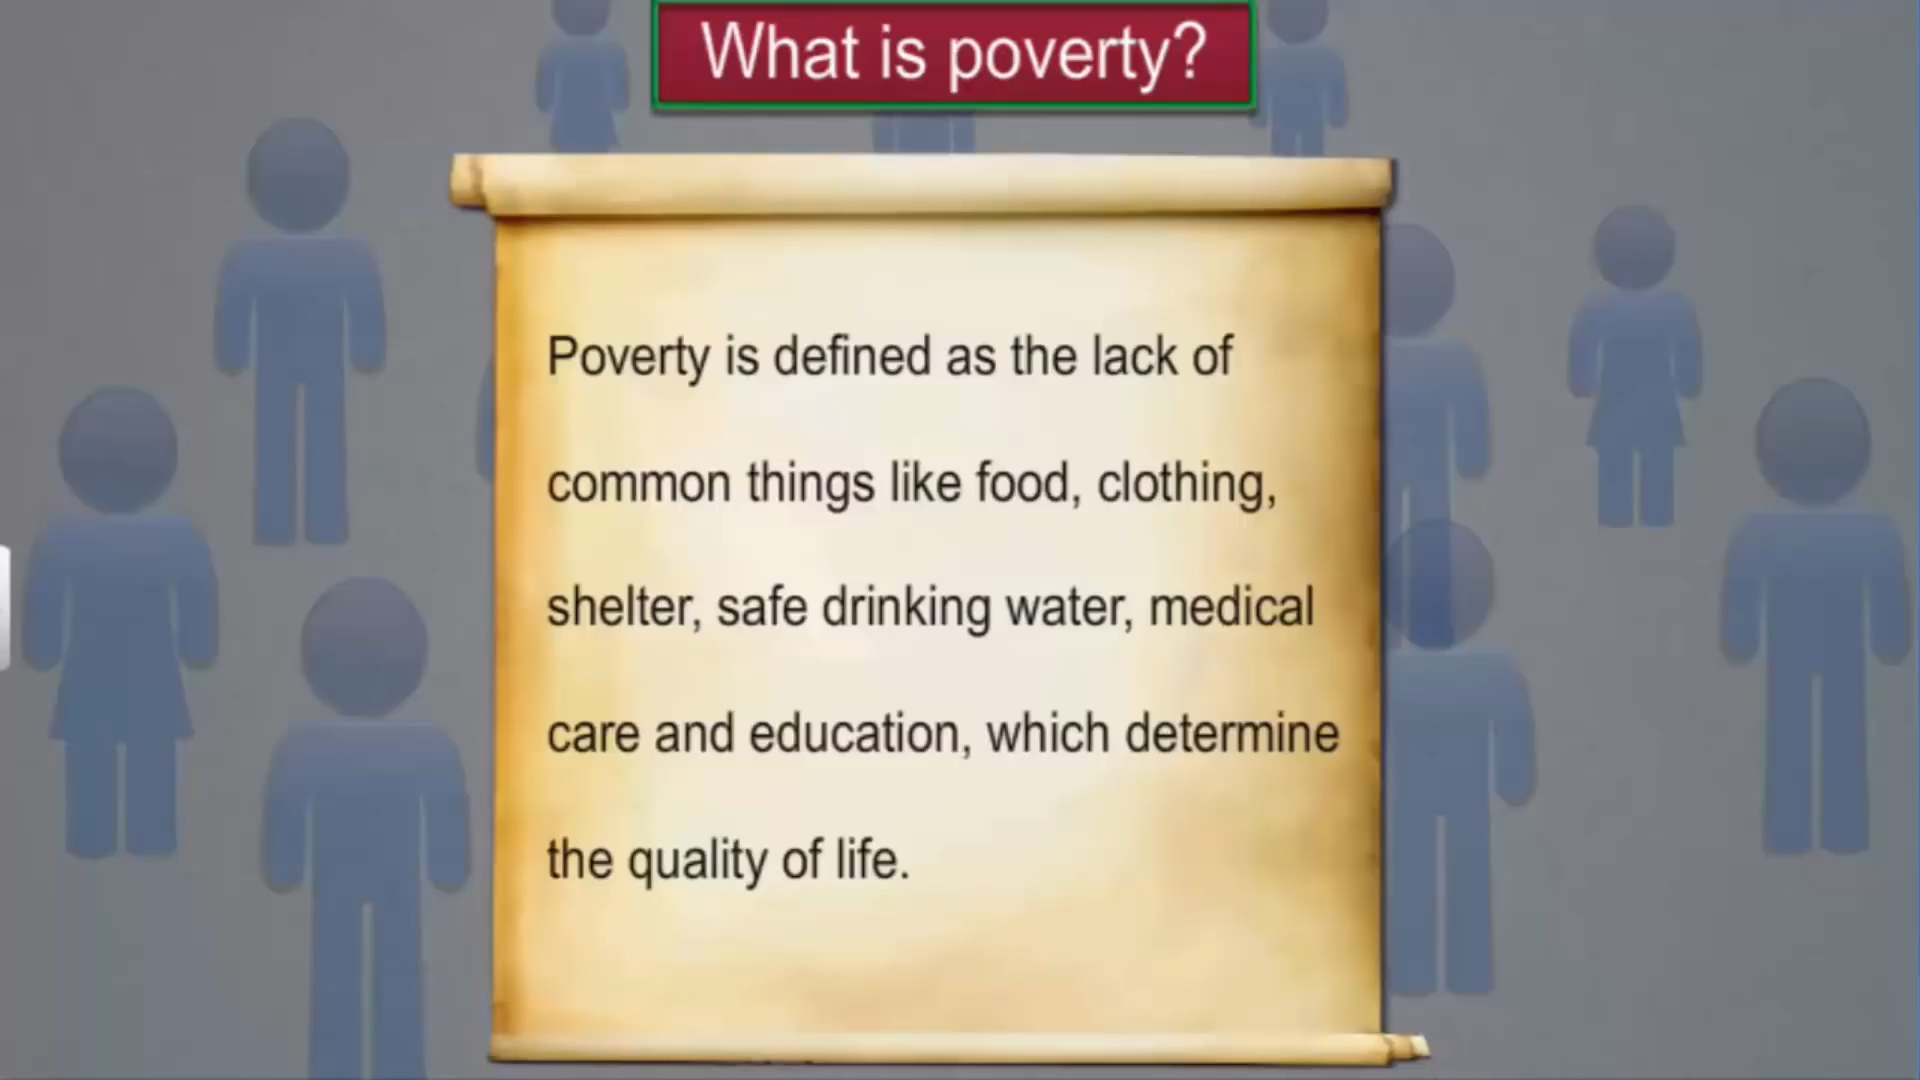 What is poverty?
Poverty is defined as the lack of
common things like food, clothing,
shelter, safe drinking water, medical
care and education, which determine
the quality of life.